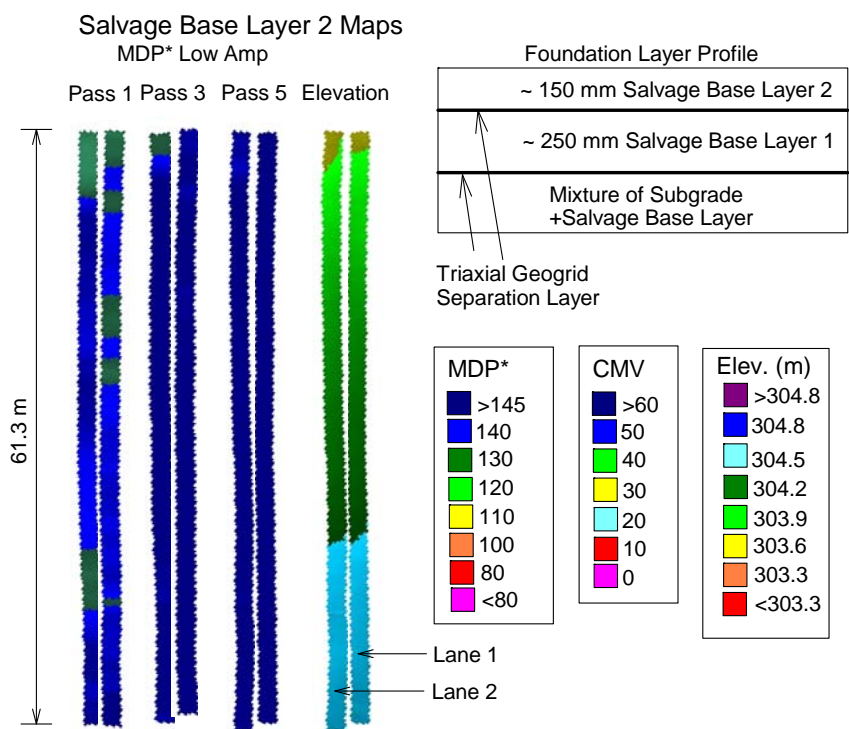 Salvage Base Layer 2 Maps
MDP* Low Amp
Pass 1 Pass 3 Pass 5 Elevation
61.3 m
Foundation Layer Profile
~ 150 mm Salvage Base Layer 2
~ 250 mm Salvage Base Layer 1
Mixture of Subgrade
+Salvage Base Layer
Triaxial Geogrid
Separation Layer
MDP*
>145
140
130
120
110
100
80
<80
CMV
>60
50
40
30
20
10
0
Elev. (m)
>304.8
304.8
304.5
304.2
303.9
303.6
303.3
<303.3
Lane 1
Lane 2